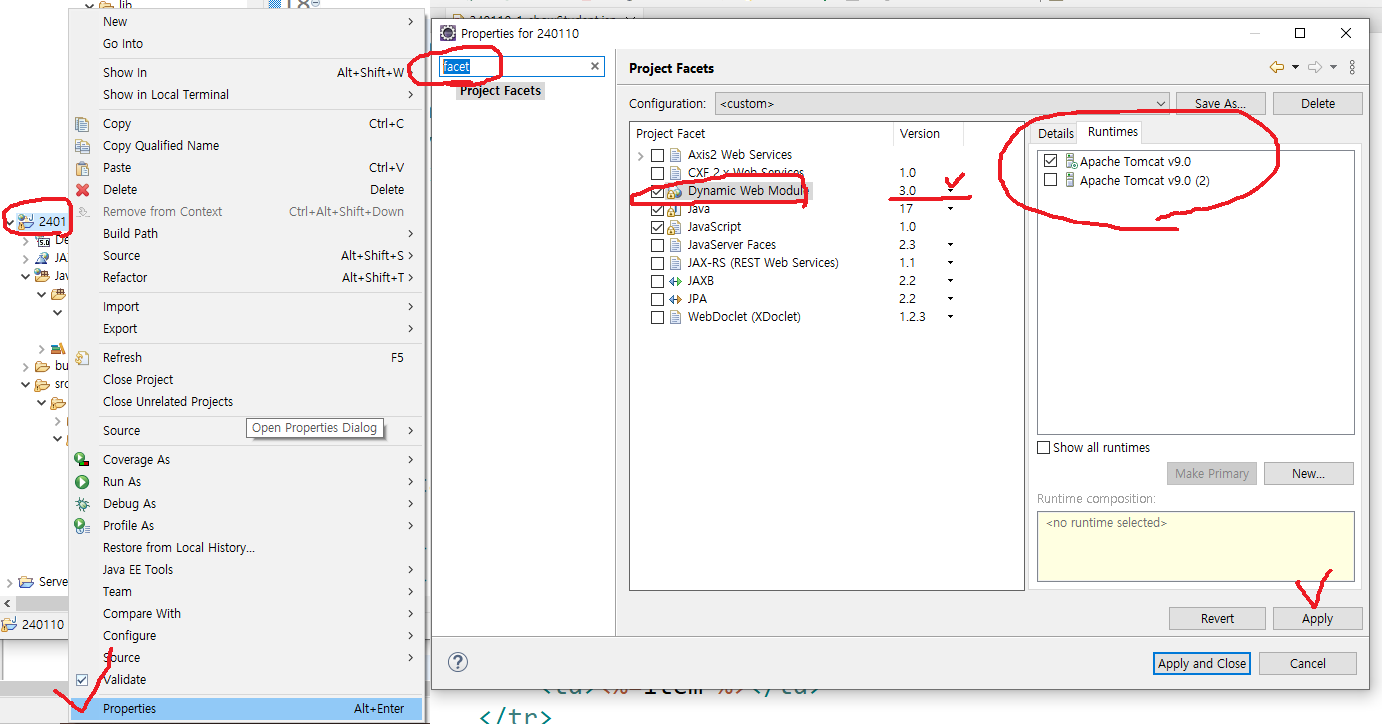 lib
New
Go Into
Show In Alt+Shift+W
Show in Local Terminal
Copy Ctrl+C
Copy Qualified Name
Paste Ctrl+V
Delete Delete
Remove from Context Ctrl+Alt+Shift+Down
Build Path
Source Alt+Shift+S
Refactor Alt+Shift+T
Import
Export
Refresh F5
Close Project
Close Unrelated Projects
Source
Open Properties Dialog
Coverage As
Run As
Debug As
Profile As
Restore from Local History...
Java EE Tools
Team
Compare With
Configure
Source
Validate
Properties Alt+Enter
2401
De
JA
Jav
bu
src
Serve
240110
Properties for 240110
facet
Project Facets
Project Facets
Configuration: <custom> Save As... Delete
Project Facet Version
Axis2 Web Services
CXF 2.x Web Services 1.0
Dynamic Web Module 3.0
Java 17
JavaScript 1.0
JavaServer Faces 2.3
JAX-RS (REST Web Services) 1.1
JAXB 2.2
JPA 2.2
WebDoclet (XDoclet) 1.2.3
Details Runtimes
Apache Tomcat v9.0
Apache Tomcat v9.0 (2)
Show all runtimes
Make Primary New...
Runtime composition:
<no runtime selected>
Revert Apply
Apply and Close Cancel
</tr>